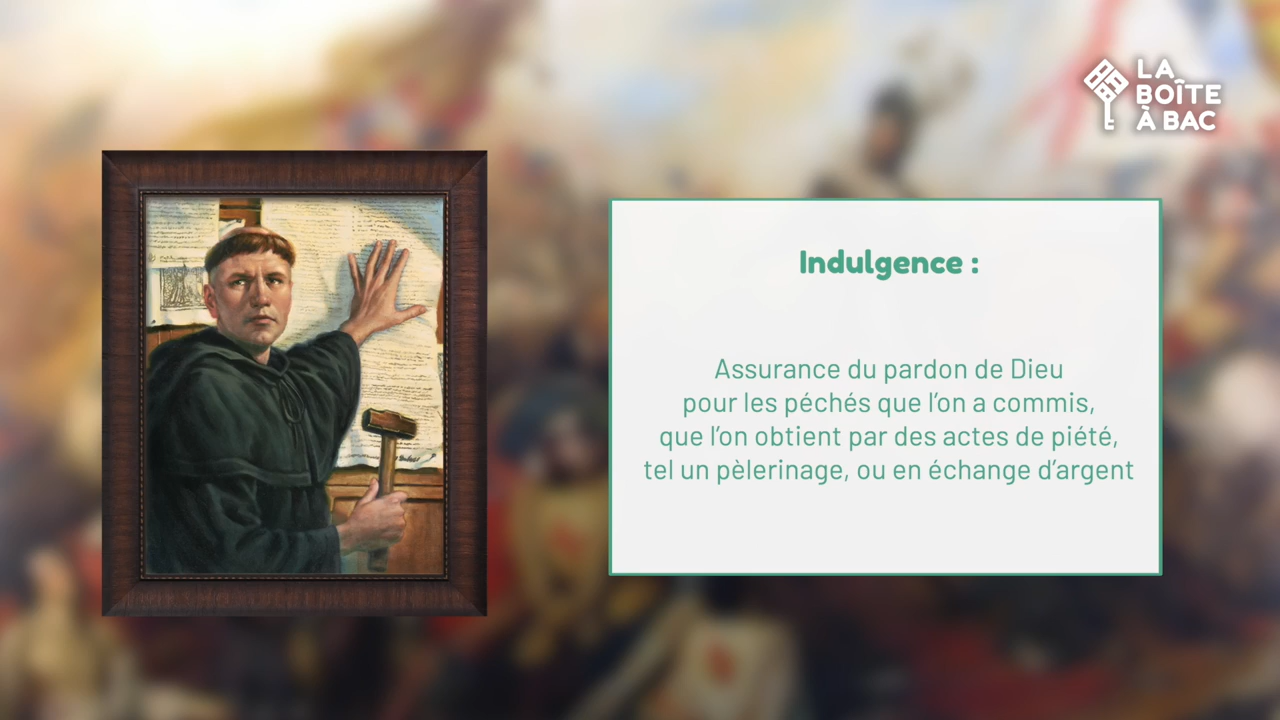 LA
BOÎTE
À BAC
Indulgence :
Assurance du pardon de Dieu
pour les péchés que l’on a commis,
que l’on obtient par des actes de piété,
tel un pèlerinage, ou en échange d’argent